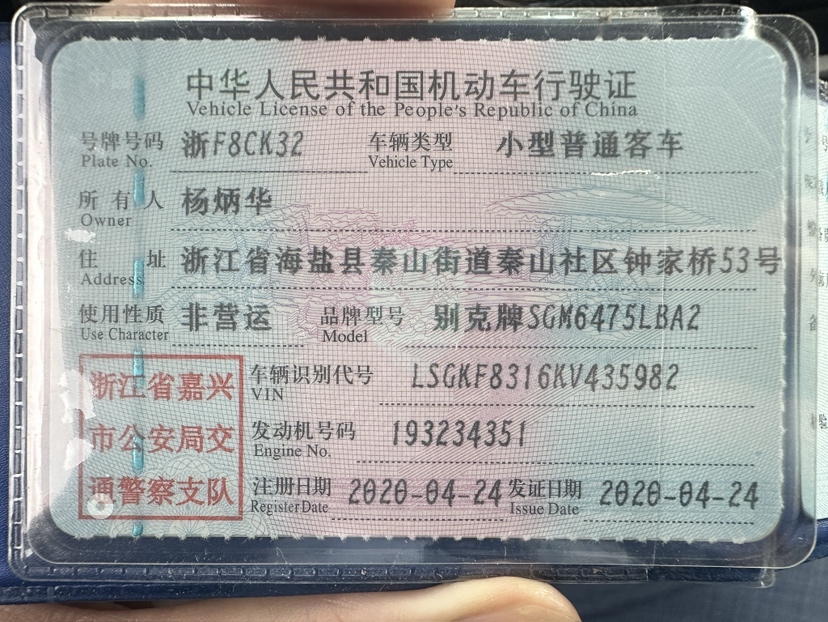 中华人民共和国机动车行驶证
Vehicle License of the People's Republic of China
号牌号码 浙F8CK32 车辆类型 小型普通客车
Plate No. Vehicle Type
所有人 杨炳华
Owner
住址 浙江省海盐县秦山街道秦山社区钟家桥53号
Address
使用性质 非营运 品牌型号 别克牌SGM6475LBA2
Use Character Model
浙江省嘉兴
市公安局交
通警察支队
车辆识别代号 LSGKF8316KV435982
VIN
发动机号码 193234351
Engine No.
注册日期 2020-04-24 发证日期 2020-04-24
Register Date Issue Date